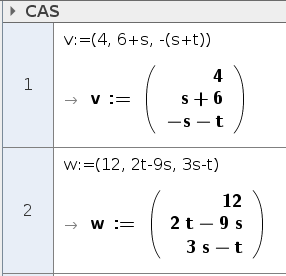 CAS
v:=(4, 6+s, -(s+t))
1
→ v := ( 4
s + 6
−s − t )
w:=(12, 2t-9s, 3s-t)
2
→ w := ( 12
2 t − 9 s
3 s − t )